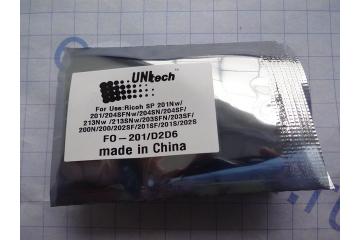 UNItech
For Use:Ricoh SP 201Nw/
201/204SFNw/204SN/204SF/
213Nw /213SNw/203SFN/203SF/
200N/200/202SF/201SF/201S/202S
FO-201/D2D6
made in China